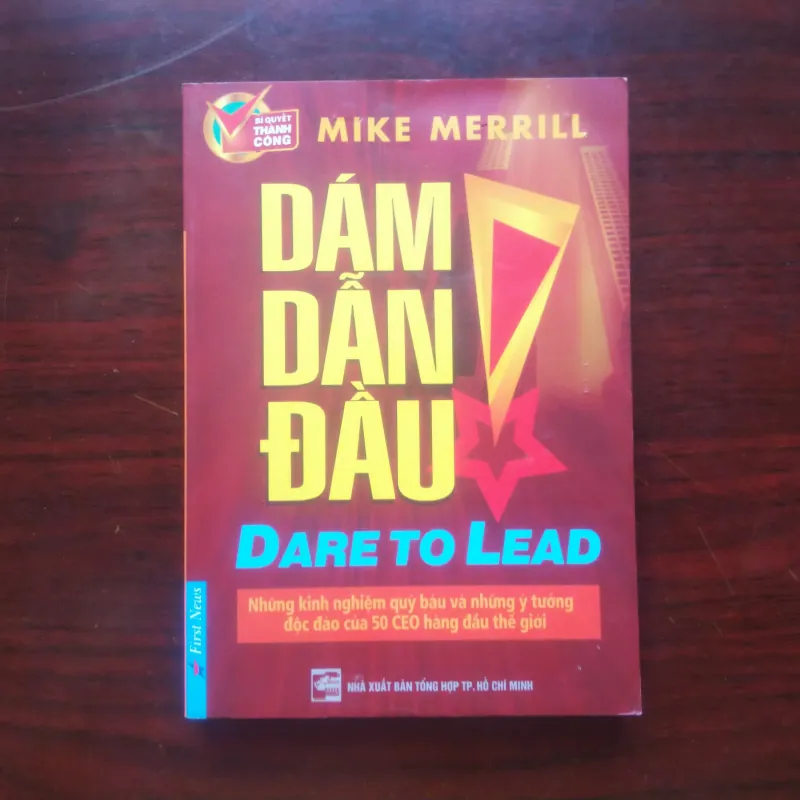 BÍ QUYẾT
THÀNH
CÔNG
MIKE MERRILL
DÁM
DẪN
ĐẦU
DARE TO LEAD
Những kinh nghiệm quý báu và những ý tưởng
độc đáo của 50 CEO hàng đầu thế giới
First News
NHÀ XUẤT BẢN TỔNG HỢP TP. HỒ CHÍ MINH